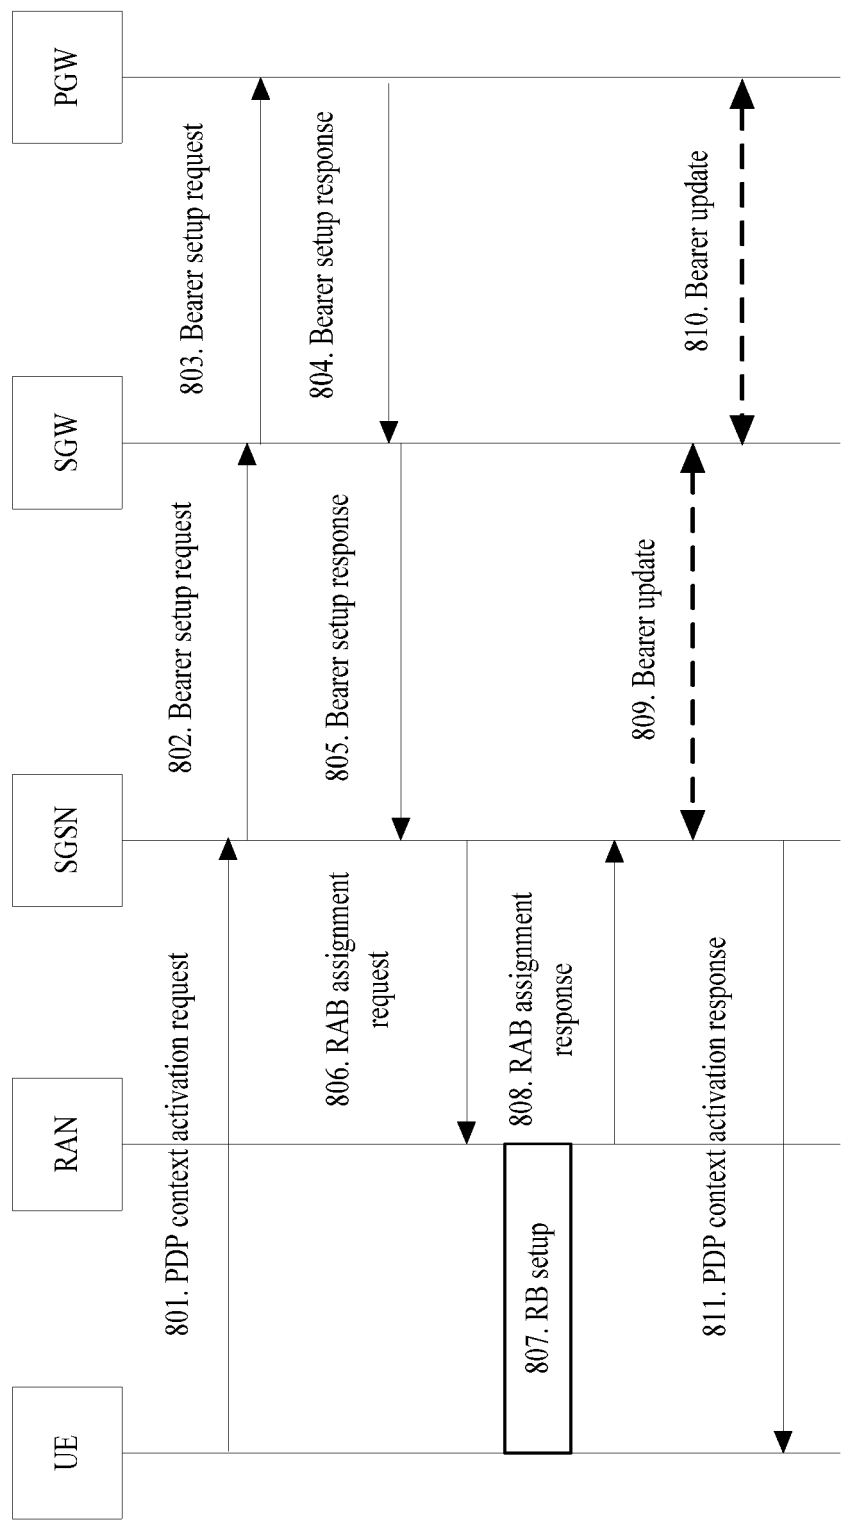 UE
RAN
SGSN
SGW
PGW
801. PDP context activation request
802. Bearer setup request
803. Bearer setup request
804. Bearer setup response
805. Bearer setup response
806. RAB assignment
request
807. RB setup
808. RAB assignment
response
809. Bearer update
810. Bearer update
811. PDP context activation response